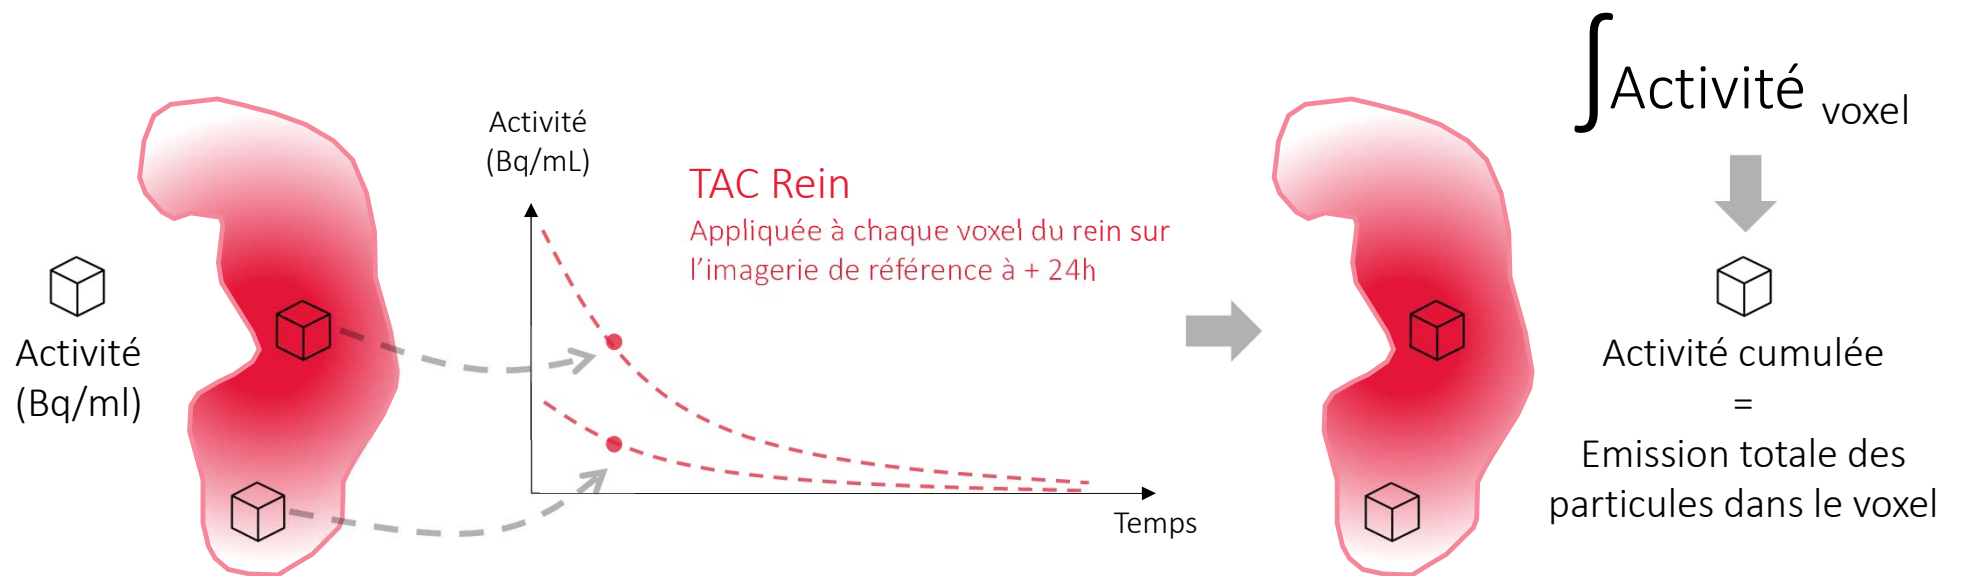 Activité
(Bq/ml)
Activité
(Bq/mL)
TAC Rein
Appliquée à chaque voxel du rein sur
l'imagerie de référence à + 24h
Temps
∫Activité voxel
Activité cumulée
=
Emission totale des
particules dans le voxel